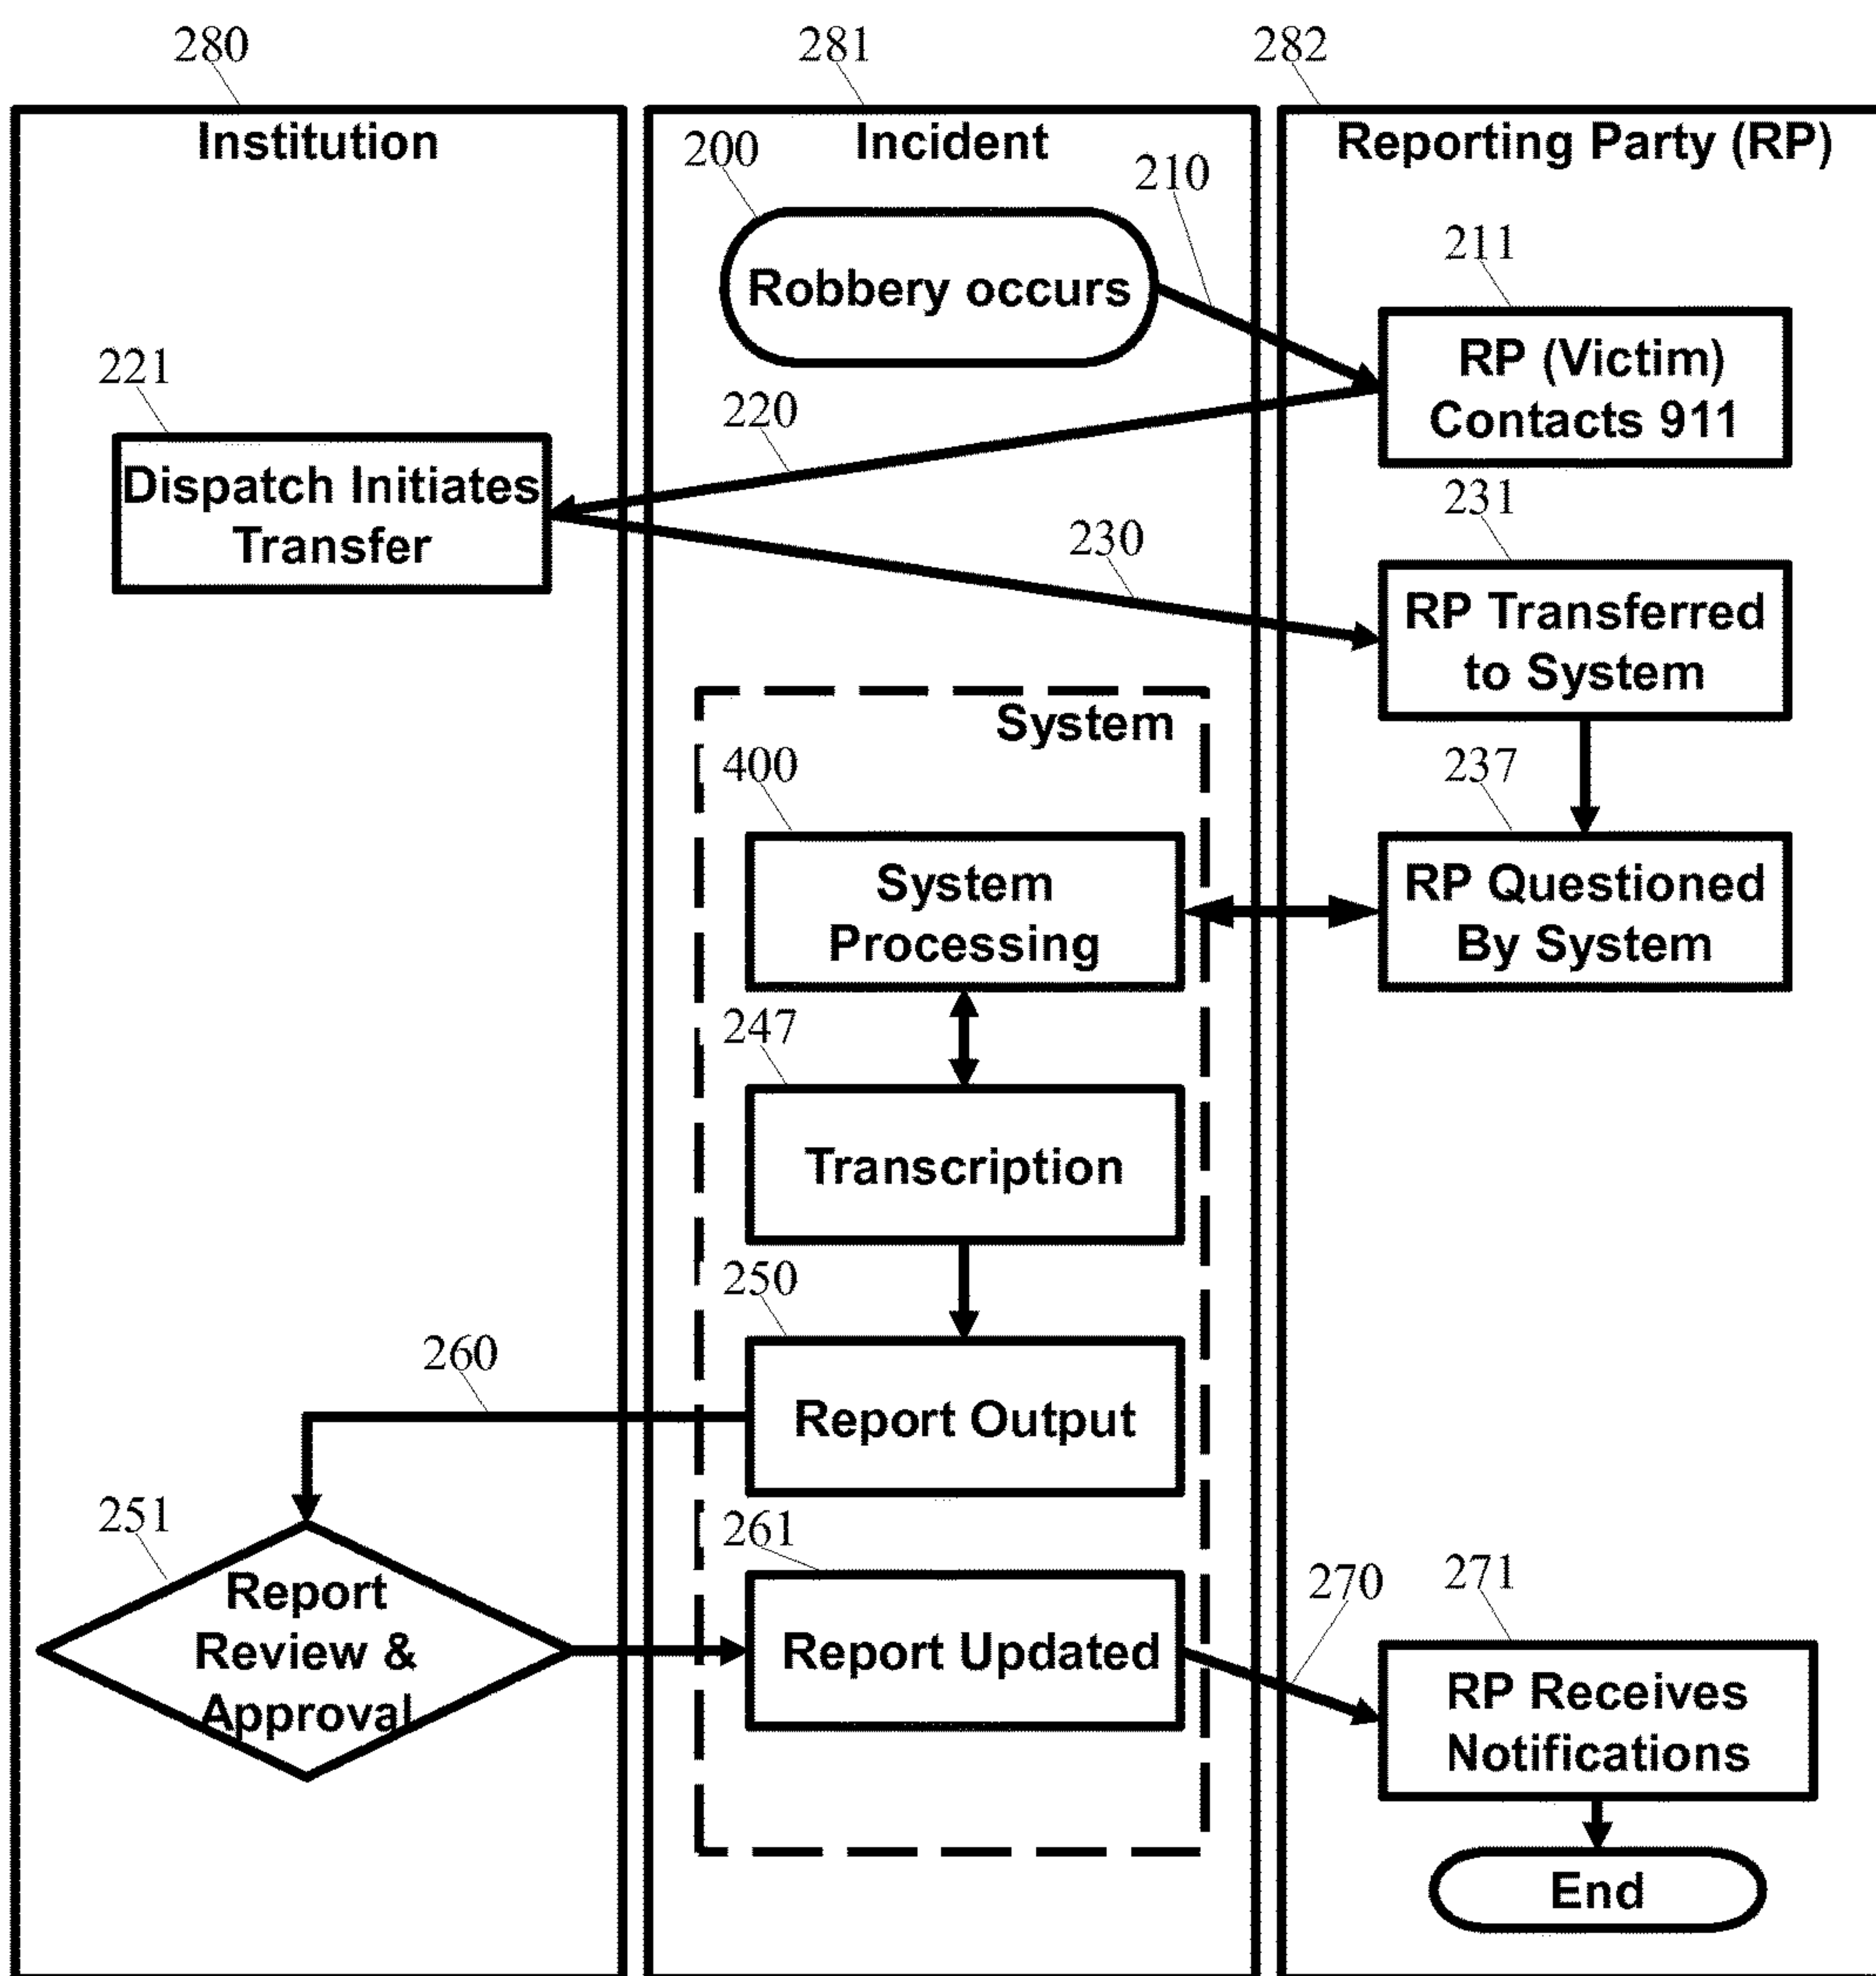 280
281
282
Institution
Incident
Reporting Party (RP)
200
210
Robbery occurs
211
RP (Victim)
Contacts 911
221
220
Dispatch Initiates
Transfer
230
231
RP Transferred
to System
System
400
237
System
Processing
RP Questioned
By System
247
Transcription
250
Report Output
260
251
Report
Review &
Approval
261
Report Updated
270
271
RP Receives
Notifications
End